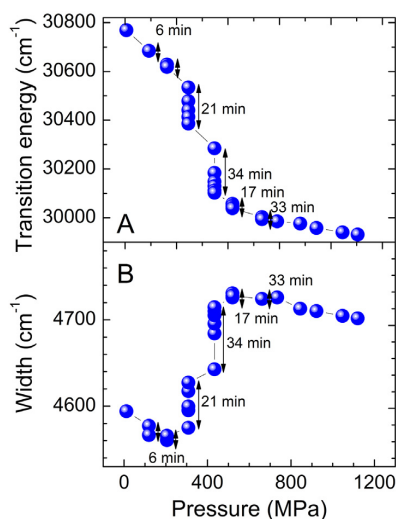 30800
6 min
30600
21 min
30400
30200
34 min
17 min
33 min
30000
A
Transition energy (cm-1)
B
33 min
4700
17 min
34 min
21 min
4600
6 min
Width (cm-1)
0 400 800 1200
Pressure (MPa)